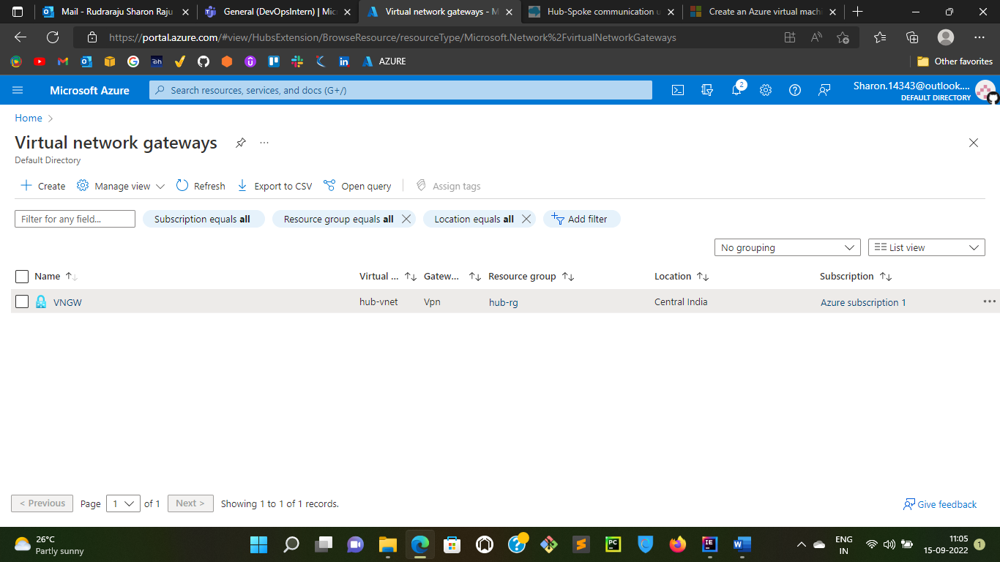 Mail - Rudraraju Sharon Raju
General (DevOpsIntern) | Mic
Virtual network gateways - M
Hub-Spoke communication u
Create an Azure virtual machi
https://portal.azure.com/#view/HubsExtension/BrowseResource/resourceType/Microsoft.Network%2FvirtualNetworkGateways
AZURE
Other favorites
Microsoft Azure
Search resources, services, and docs (G+/)
2
Sharon.14343@outlook....
DEFAULT DIRECTORY
Home
Virtual network gateways
Default Directory
Create
Manage view
Refresh
Export to CSV
Open query
Assign tags
Filter for any field...
Subscription equals all
Resource group equals all
Location equals all
Add filter
No grouping
List view
Name
Virtual ...
Gatew...
Resource group
Location
Subscription
VNGW
hub-vnet
Vpn
hub-rg
Central India
Azure subscription 1
< Previous
Page
1
of 1
Next >
Showing 1 to 1 of 1 records.
Give feedback
26°C
Partly sunny
ENG
IN
11:05
15-09-2022
1